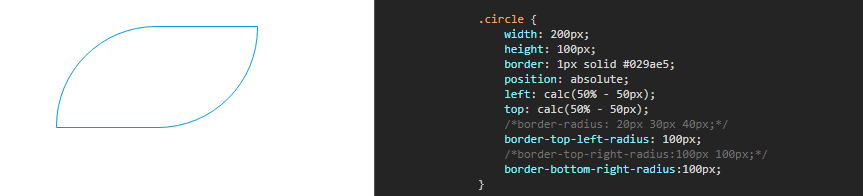 .circle {
    width: 200px;
    height: 100px;
    border: 1px solid #029ae5;
    position: absolute;
    left: calc(50% - 50px);
    top: calc(50% - 50px);
    /*border-radius: 20px 30px 40px;*/
    border-top-left-radius: 100px;
    /*border-top-right-radius:100px 100px;*/
    border-bottom-right-radius:100px;
}